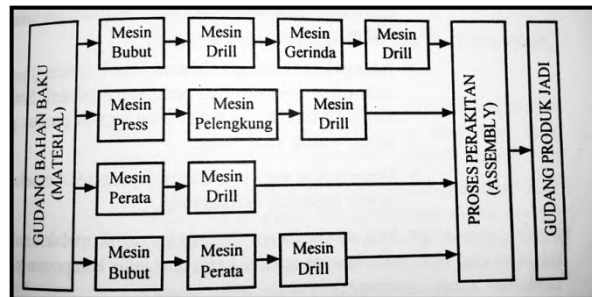 GUDANG BAHAN BAKU
(MATERIAL)
Mesin
Bubut
Mesin
Drill
Mesin
Gerinda
Mesin
Drill
Mesin
Press
Mesin
Pelengkung
Mesin
Drill
Mesin
Perata
Mesin
Drill
Mesin
Bubut
Mesin
Perata
Mesin
Drill
PROSES PERAKITAN
(ASSEMBLY)
GUDANG PRODUK JADI